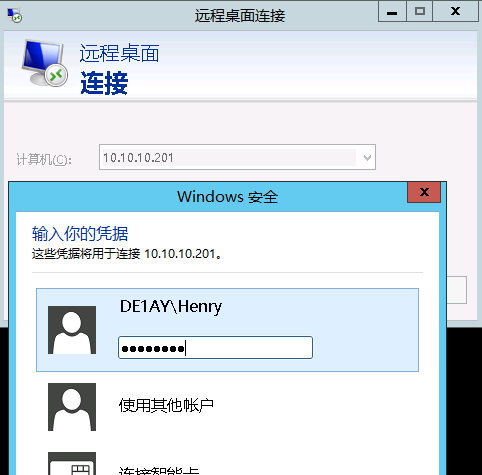 远程桌面连接
远程桌面
连接
计算机(C):
10.10.10.201
Windows 安全
输入你的凭据
这些凭据将用于连接 10.10.10.201。
DE1AY\Henry
●●●●●●●●
使用其他帐户
连接智能卡